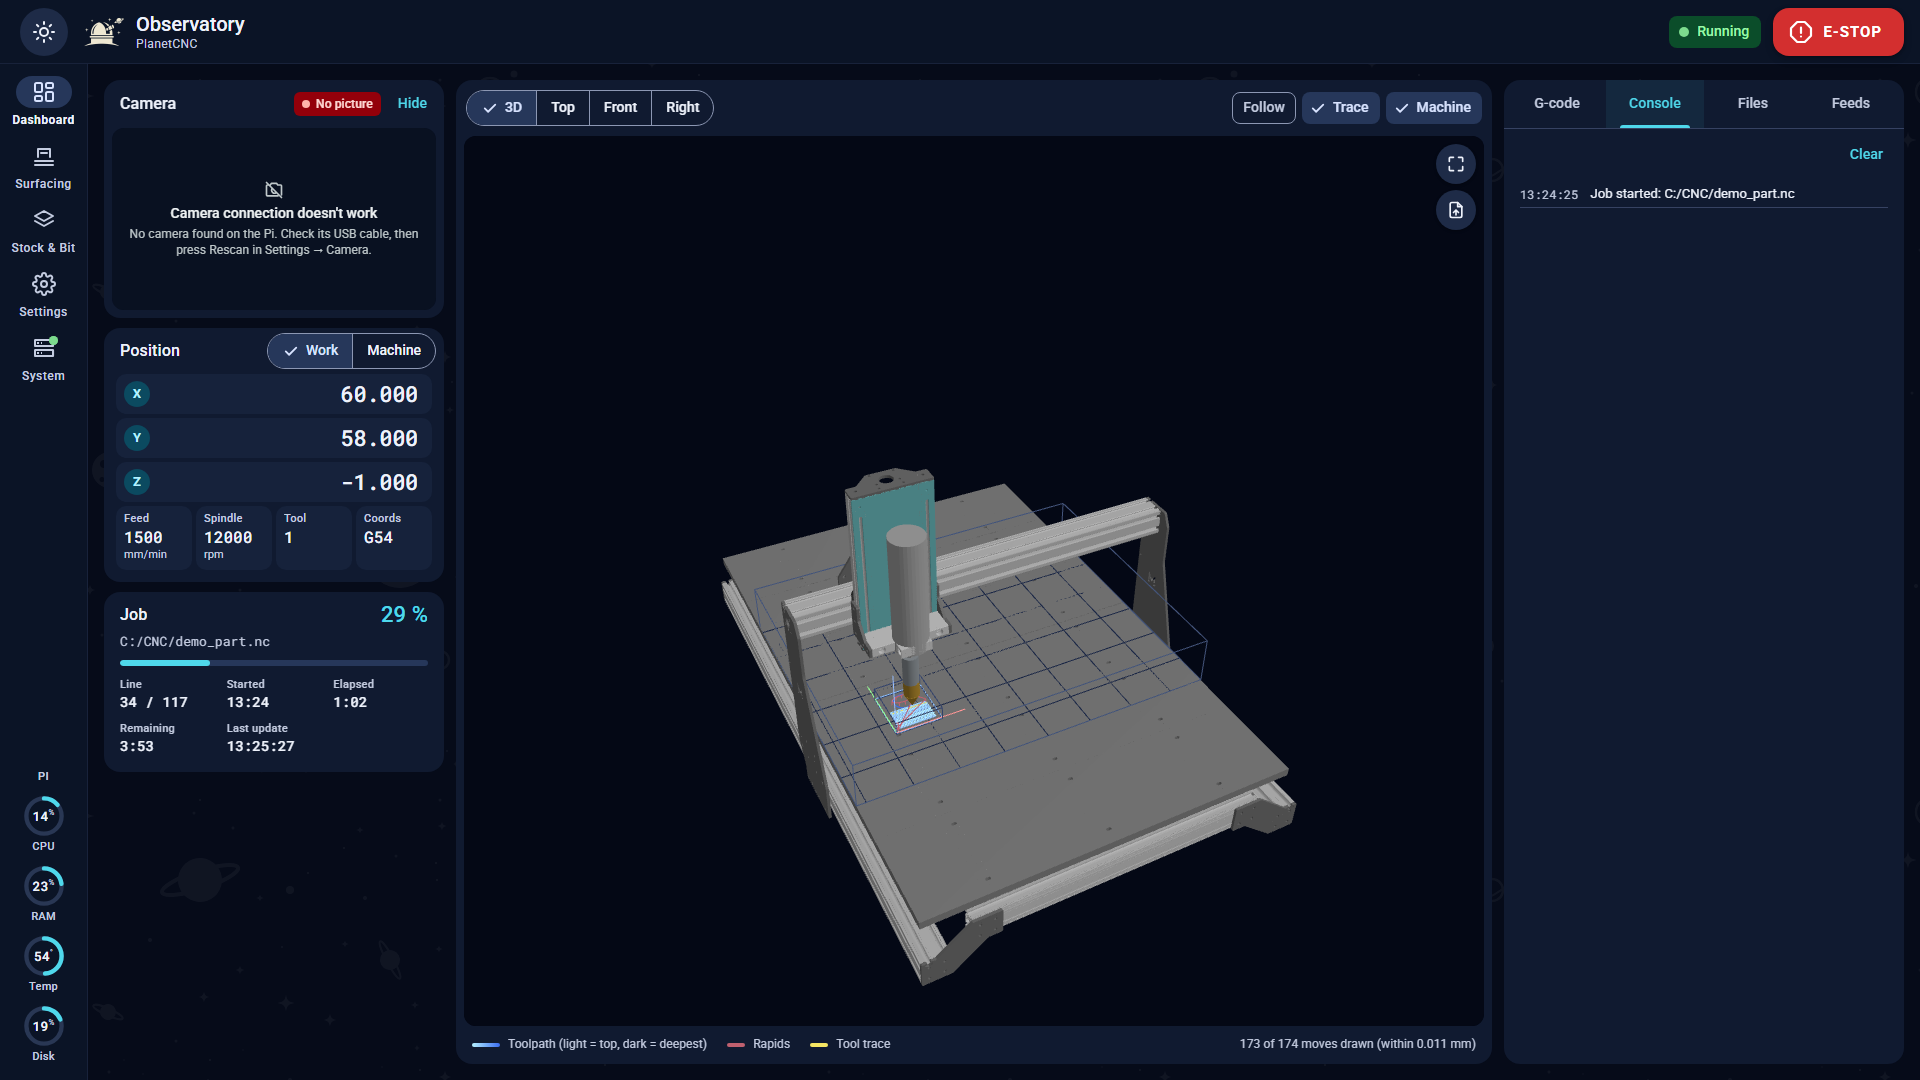 Observatory
PlanetCNC
Running
E-STOP
Dashboard
Surfacing
Stock & Bit
Settings
System
PI
14%
CPU
23%
RAM
54°
Temp
19%
Disk
Camera
No picture
Hide
Camera connection doesn't work
No camera found on the Pi. Check its USB cable, then
press Rescan in Settings → Camera.
Position
Work
Machine
X
60.000
Y
58.000
Z
-1.000
Feed
1500
mm/min
Spindle
12000
rpm
Tool
1
Coords
G54
Job
29 %
C:/CNC/demo_part.nc
Line
34 / 117
Started
13:24
Elapsed
1:02
Remaining
3:53
Last update
13:25:27
3D
Top
Front
Right
Follow
Trace
Machine
Toolpath (light = top, dark = deepest)
Rapids
Tool trace
173 of 174 moves drawn (within 0.011 mm)
G-code
Console
Files
Feeds
Clear
13:24:25 Job started: C:/CNC/demo_part.nc